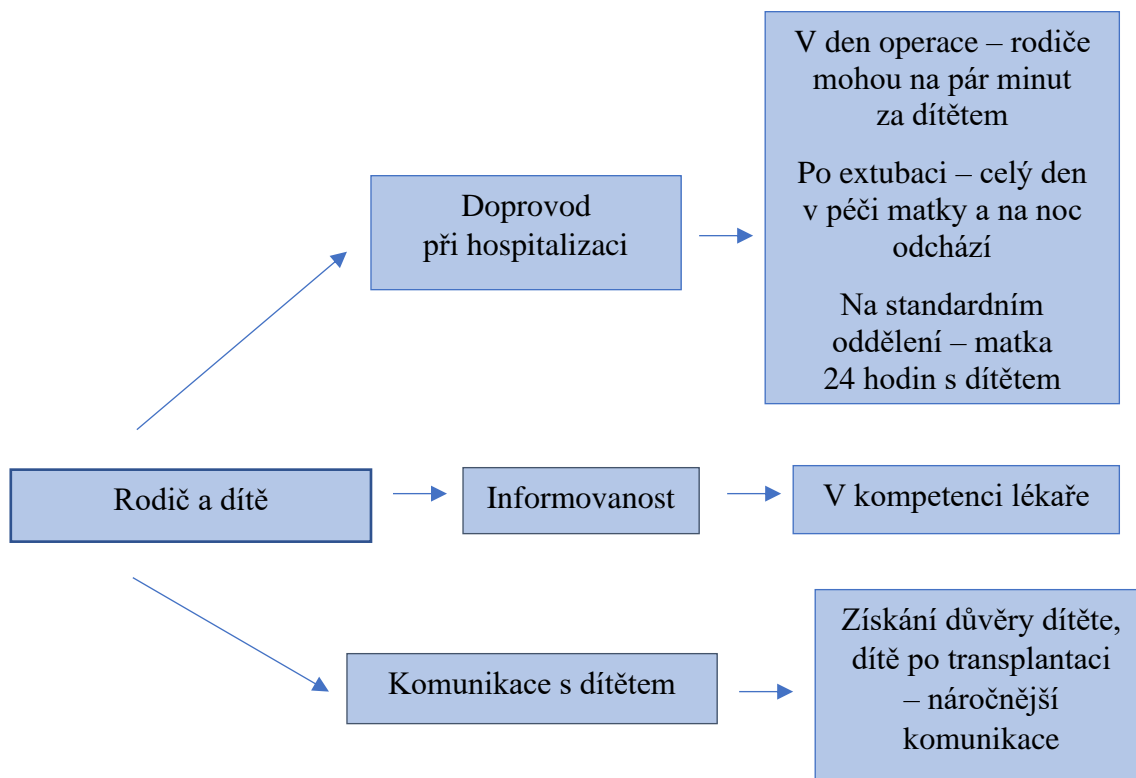 V den operace – rodiče
mohou na pár minut
za dítětem
Po extubaci – celý den
v péči matky a na noc
odchází
Na standardním
oddělení – matka
24 hodin s dítětem
Doprovod
při hospitalizaci
Rodič a dítě
Informovanost
V kompetenci lékaře
Komunikace s dítětem
Získání důvěry dítěte,
dítě po transplantaci
– náročnější
komunikace